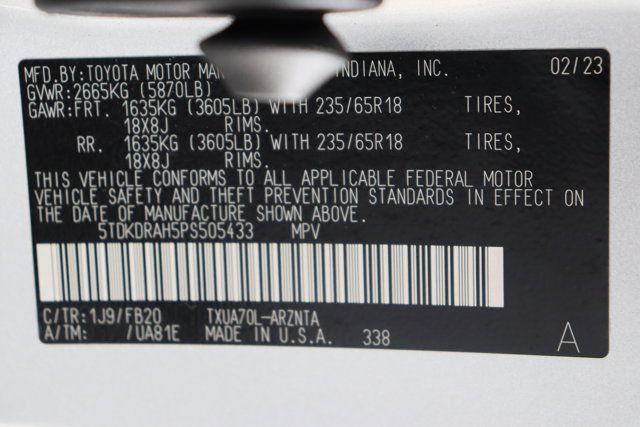 MFD.BY:TOYOTA MOTOR MAN INDIANA, INC. 02/23
GVWR:2665KG (5870LB)
GAWR:FRT. 1635KG (3605LB) WITH 235/65R18 TIRES,
18X8J RIMS.
RR. 1635KG (3605LB) WITH 235/65R18 TIRES,
18X8J RIMS.
THIS VEHICLE CONFORMS TO ALL APPLICABLE FEDERAL MOTOR
VEHICLE SAFETY AND THEFT PREVENTION STANDARDS IN EFFECT ON
THE DATE OF MANUFACTURE SHOWN ABOVE.
5TDKDRAH5PS505433 MPV
C/TR:1J9/FB20 TXUA70L-ARZNTA
A/TM: /UA81E MADE IN U.S.A. 338 A